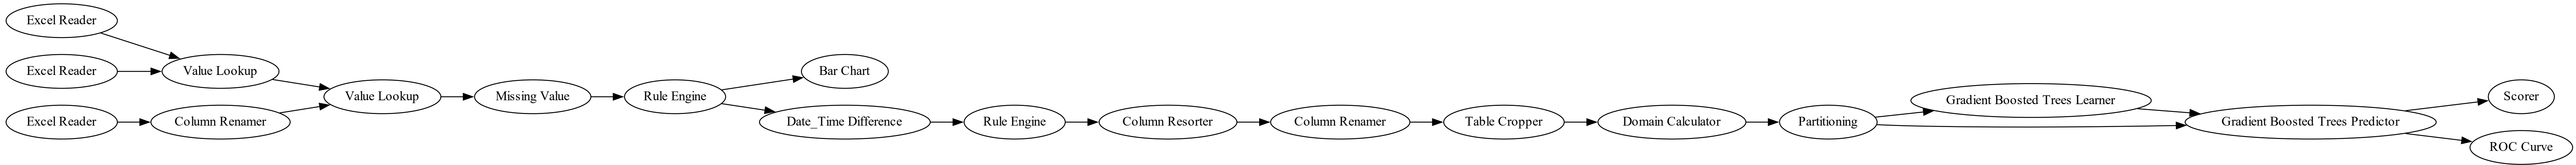 Excel Reader
Excel Reader
Excel Reader
Value Lookup
Column Renamer
Value Lookup
Missing Value
Rule Engine
Bar Chart
Date_Time Difference
Rule Engine
Column Resorter
Column Renamer
Table Cropper
Domain Calculator
Partitioning
Gradient Boosted Trees Learner
Gradient Boosted Trees Predictor
Scorer
ROC Curve